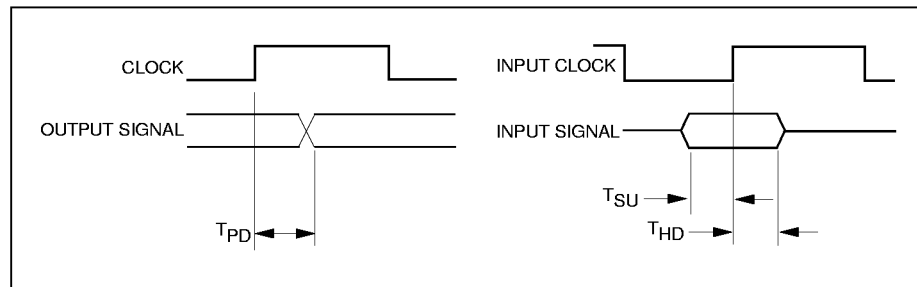 CLOCK
OUTPUT SIGNAL
TPD
INPUT CLOCK
INPUT SIGNAL
TSU
THD